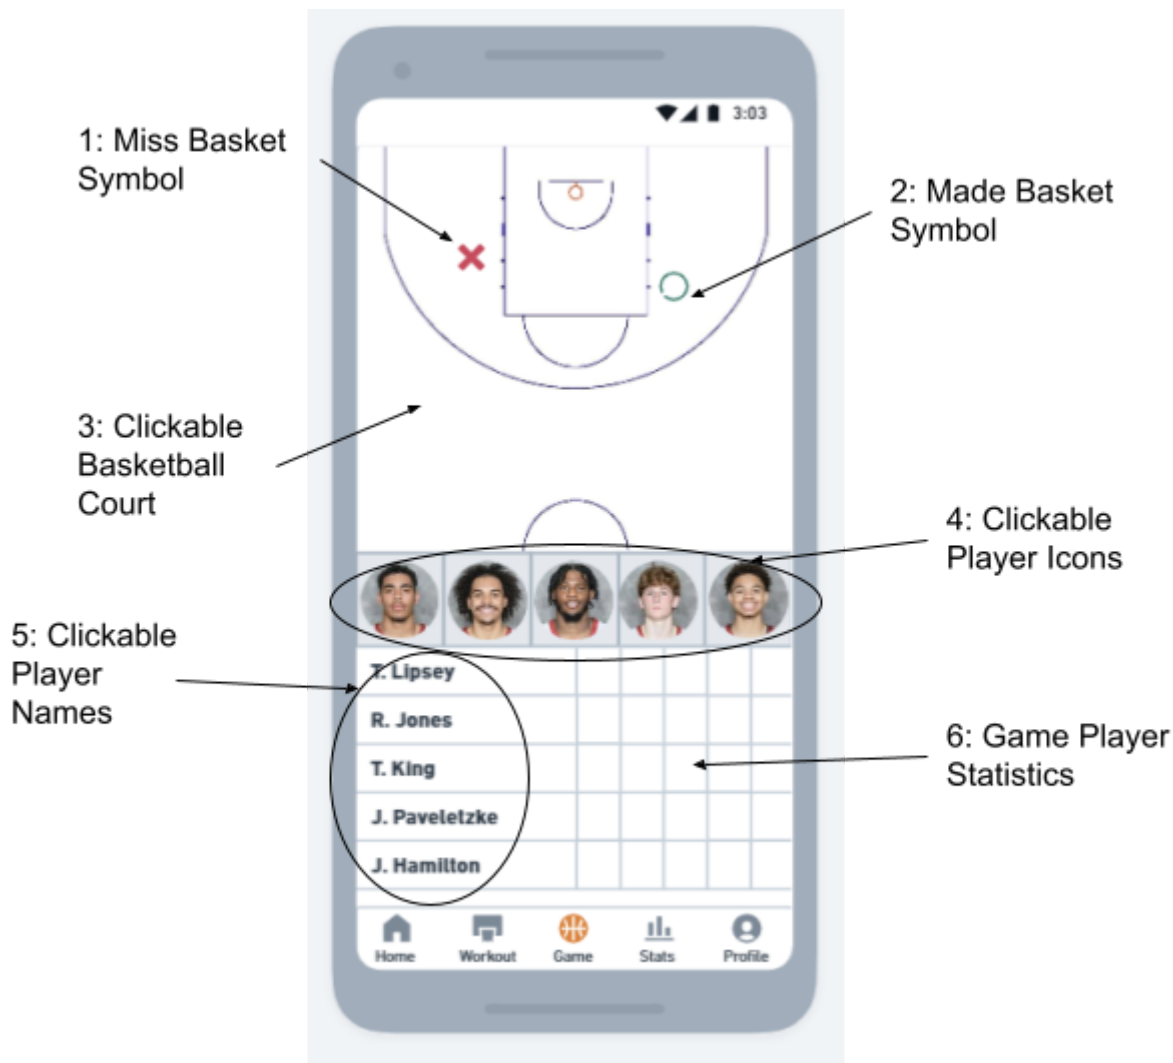 3:03
1: Miss Basket
Symbol
2: Made Basket
Symbol
3: Clickable
Basketball
Court
4: Clickable
Player Icons
5: Clickable
Player
Names
T. Lipsey
R. Jones
T. King
J. Paveletzke
J. Hamilton
6: Game Player
Statistics
Home
Workout
Game
Stats
Profile